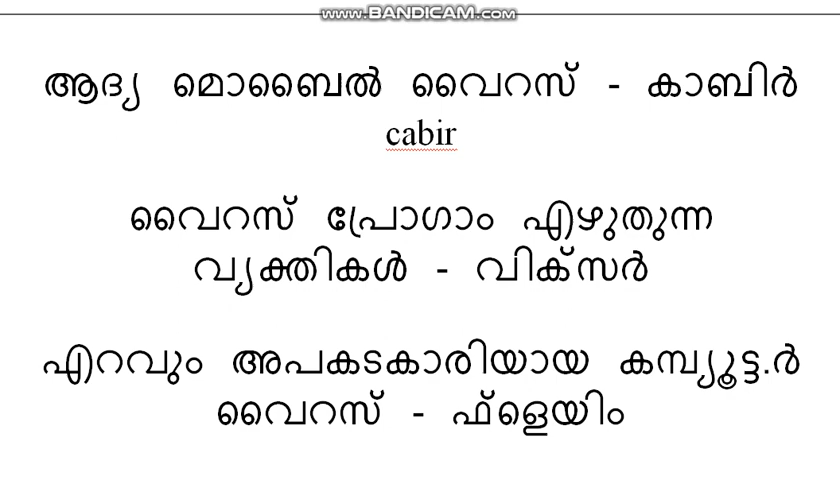 www.BANDICAM.com
ആദ്യ മൊബൈൽ വൈറസ് - കാബിർ
cabir
വൈറസ് പ്രോഗാം എഴുതുന്ന
വ്യക്തികൾ - വിക്സർ
എറവും അപകടകാരിയായ കമ്പ്യൂട്ട.ർ
വൈറസ് - ഫ്ളെയിം